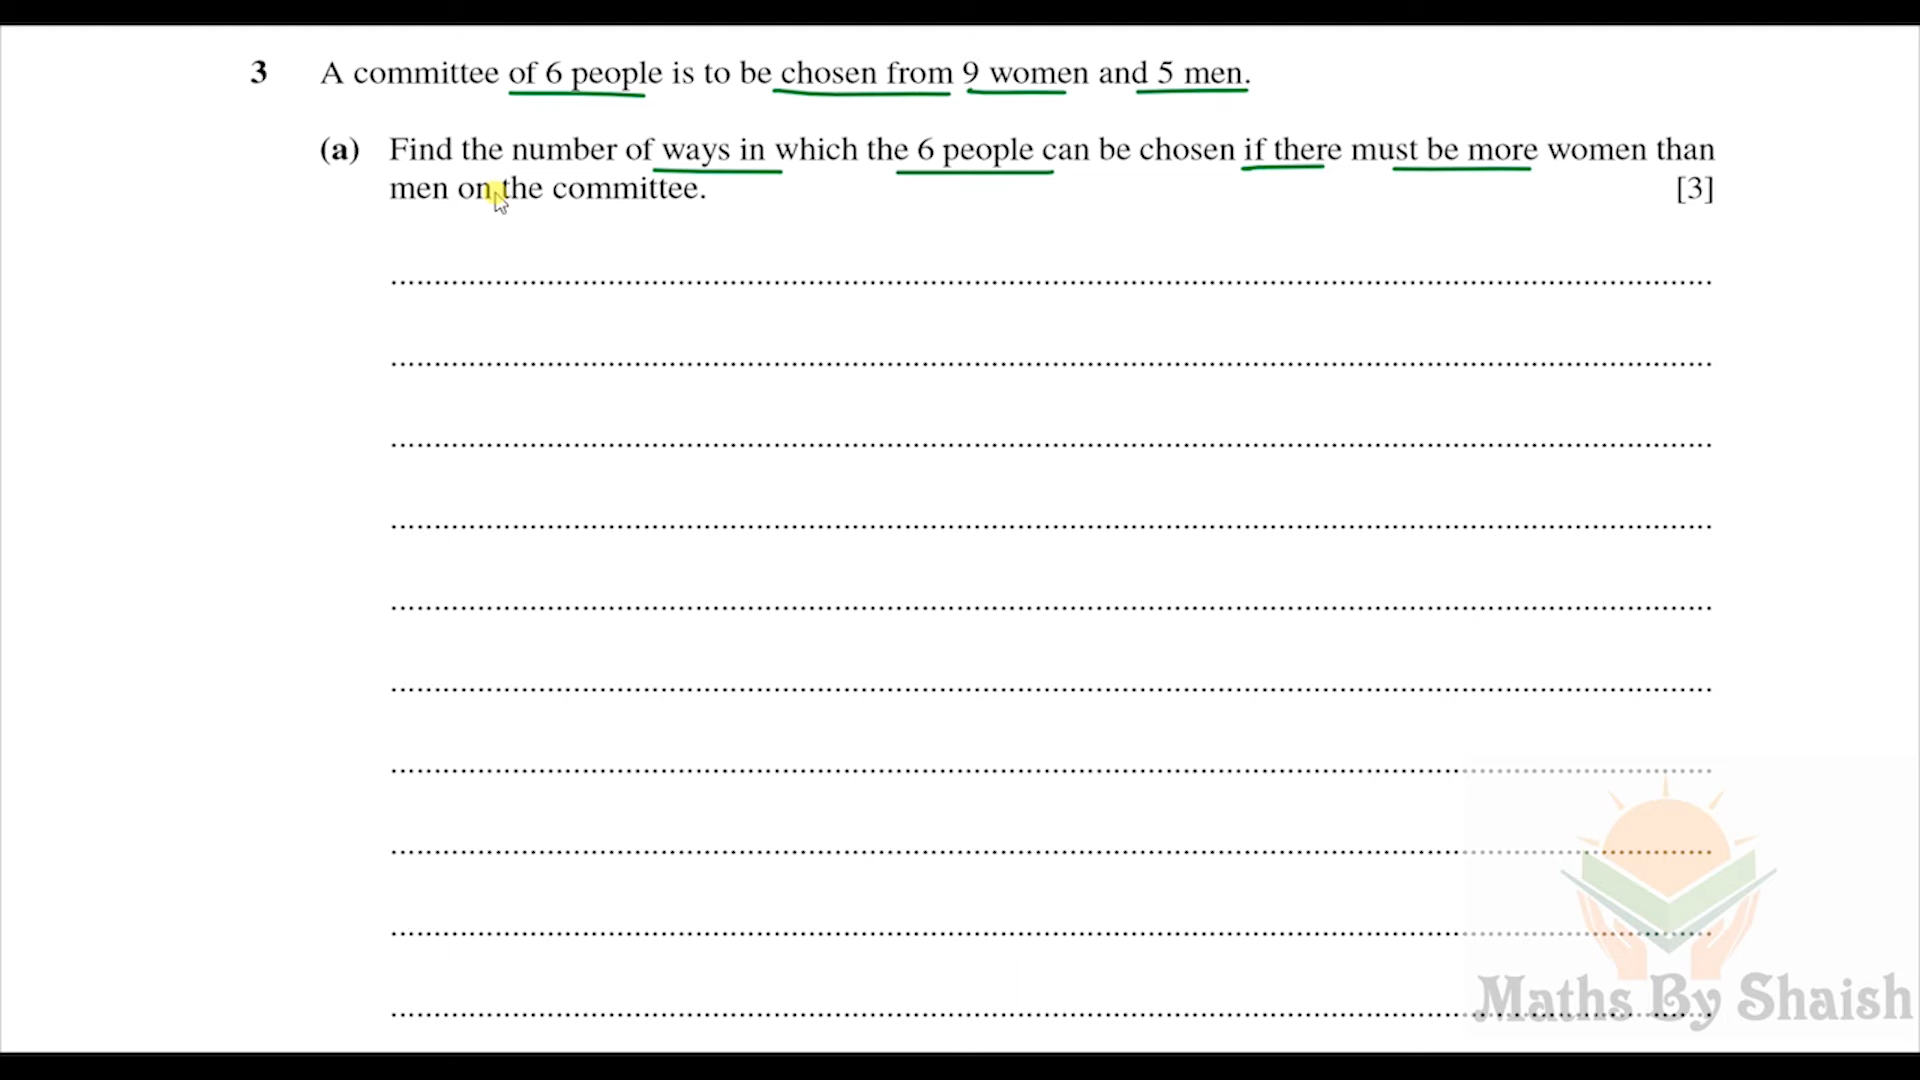 3 A committee of 6 people is to be chosen from 9 women and 5 men.
(a) Find the number of ways in which the 6 people can be chosen if there must be more women than
men on the committee. [3]
Maths By Shaish